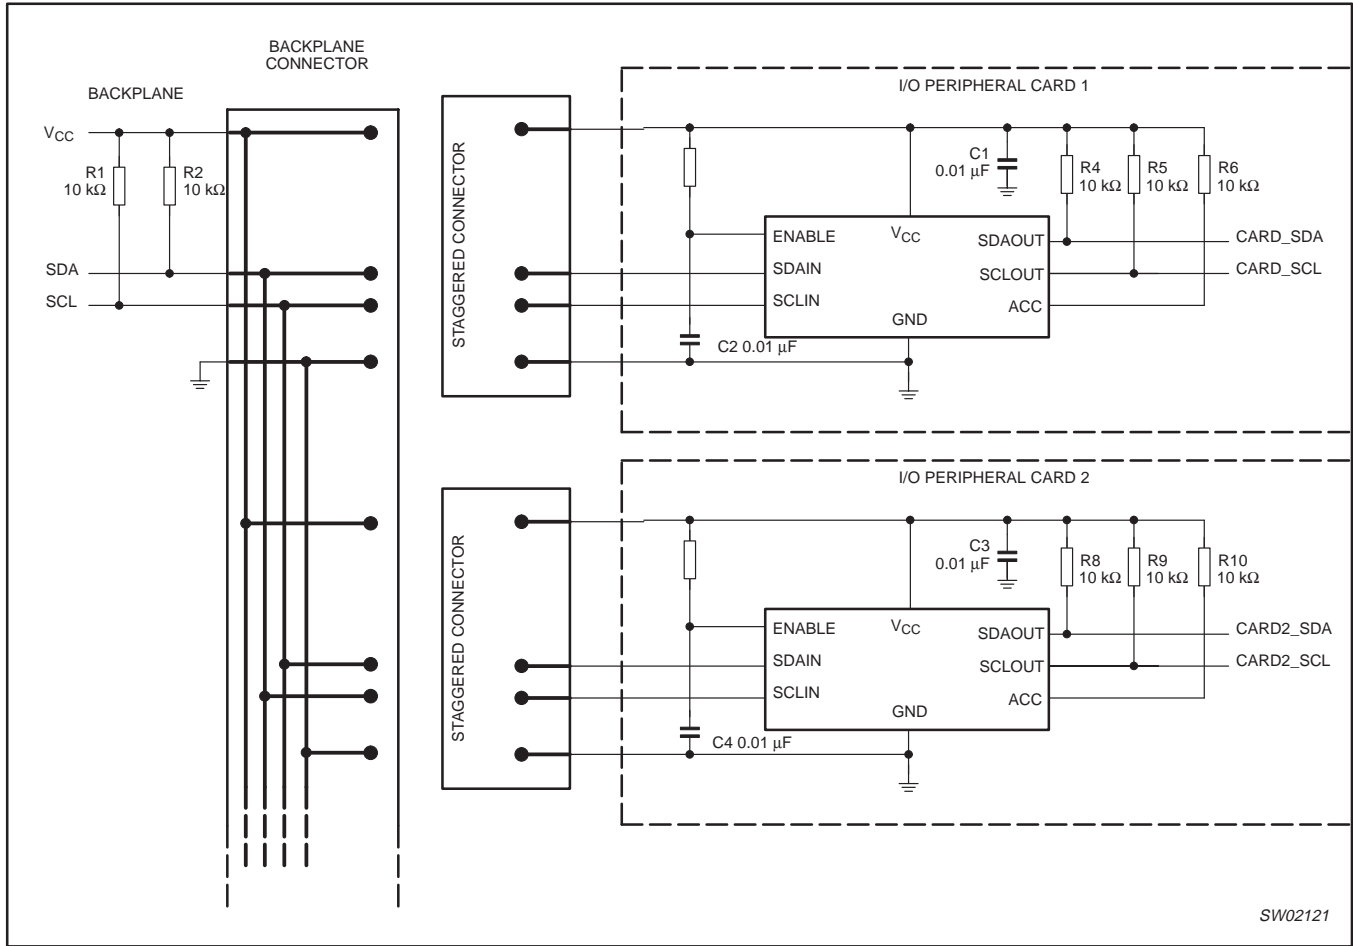 BACKPLANE
CONNECTOR
BACKPLANE
VCC
R1
10 kΩ
R2
10 kΩ
SDA
SCL
STAGGERED CONNECTOR
I/O PERIPHERAL CARD 1
C1
0.01 µF
R4
10 kΩ
R5
10 kΩ
R6
10 kΩ
ENABLE
VCC
SDAOUT
CARD_SDA
SDAIN
SCLOUT
CARD_SCL
SCLIN
ACC
GND
C2 0.01 µF
STAGGERED CONNECTOR
I/O PERIPHERAL CARD 2
C3
0.01 µF
R8
10 kΩ
R9
10 kΩ
R10
10 kΩ
ENABLE
VCC
SDAOUT
CARD2_SDA
SDAIN
SCLOUT
CARD2_SCL
SCLIN
ACC
GND
C4 0.01 µF
SW02121